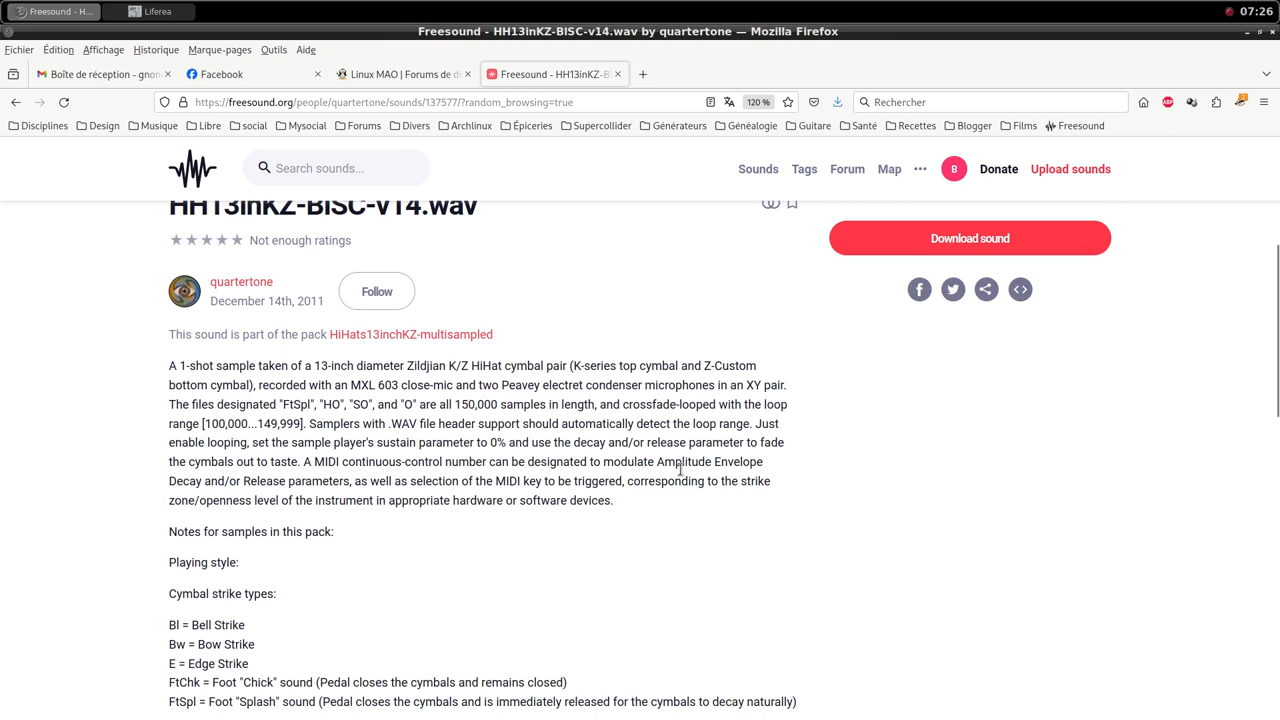 Freesound - H...
Liferea
07:26
Freesound - HH13inKZ-BISC-v14.wav by quartertone — Mozilla Firefox
Fichier Édition Affichage Historique Marque-pages Outils Aide
Boîte de réception - gnon
Facebook
Linux MAO | Forums de d
Freesound - HH13inKZ-B
https://freesound.org/people/quartertone/sounds/137577/?random_browsing=true
120 %
Rechercher
ABP
2
Disciplines Design Musique Libre social Mysocial Forums Divers Archlinux Épiceries Supercollider Générateurs Généalogie Guitare Santé Recettes Blogger Films Freesound
Search sounds...
Sounds Tags Forum Map B Donate Upload sounds
HH13inKZ-BISC-v14.wav
Not enough ratings
Download sound
quartertone
December 14th, 2011
Follow
This sound is part of the pack HiHats13inchKZ-multisampled
A 1-shot sample taken of a 13-inch diameter Zildjian K/Z HiHat cymbal pair (K-series top cymbal and Z-Custom
bottom cymbal), recorded with an MXL 603 close-mic and two Peavey electret condenser microphones in an XY pair.
The files designated "FtSpl", "HO", "SO", and "O" are all 150,000 samples in length, and crossfade-looped with the loop
range [100,000...149,999]. Samplers with .WAV file header support should automatically detect the loop range. Just
enable looping, set the sample player's sustain parameter to 0% and use the decay and/or release parameter to fade
the cymbals out to taste. A MIDI continuous-control number can be designated to modulate Amplitude Envelope
Decay and/or Release parameters, as well as selection of the MIDI key to be triggered, corresponding to the strike
zone/openness level of the instrument in appropriate hardware or software devices.
Notes for samples in this pack:
Playing style:
Cymbal strike types:
Bl = Bell Strike
Bw = Bow Strike
E = Edge Strike
FtChk = Foot "Chick" sound (Pedal closes the cymbals and remains closed)
FtSpl = Foot "Splash" sound (Pedal closes the cymbals and is immediately released for the cymbals to decay naturally)